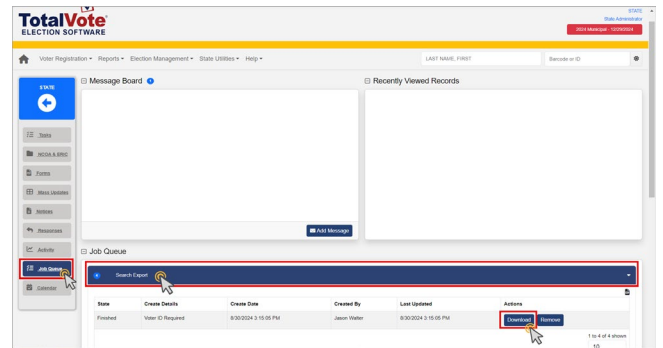 TotalVote
ELECTION SOFTWARE
STATE
State Administrator
2024 Municipal - 12/29/2024
Voter Registration Reports Election Management State Utilities Help
LAST NAME, FIRST
Barcode or ID
STATE
Message Board
Recently Viewed Records
Tasks
NCOA & ERIC
Forms
Mass Updates
Notices
Responses
Activity
Job Queue
Calendar
Add Message
Job Queue
Search Export
State Create Details Create Date Created By Last Updated Actions
Finished Voter ID Required 8/30/2024 3:15:05 PM Jason Walter 8/30/2024 3:15:05 PM Download Remove
1 to 4 of 4 shown
10